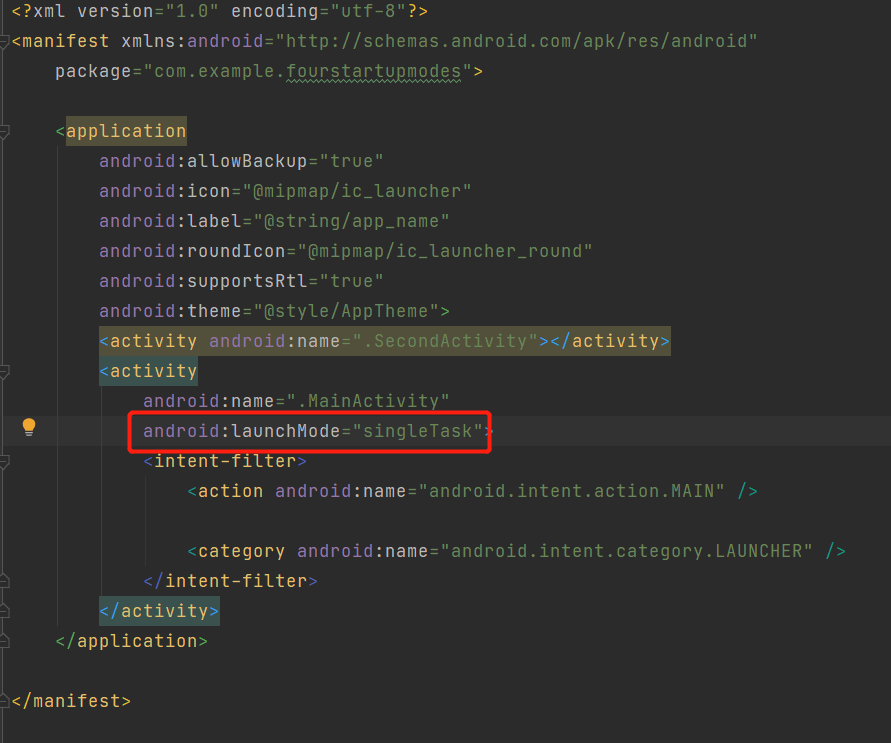 <?xml version="1.0" encoding="utf-8"?>
<manifest xmlns:android="http://schemas.android.com/apk/res/android"
    package="com.example.fourstartupmodes">

    <application
        android:allowBackup="true"
        android:icon="@mipmap/ic_launcher"
        android:label="@string/app_name"
        android:roundIcon="@mipmap/ic_launcher_round"
        android:supportsRtl="true"
        android:theme="@style/AppTheme">
        <activity android:name=".SecondActivity"></activity>
        <activity
            android:name=".MainActivity"
            android:launchMode="singleTask">
            <intent-filter>
                <action android:name="android.intent.action.MAIN" />

                <category android:name="android.intent.category.LAUNCHER" />
            </intent-filter>
        </activity>
    </application>

</manifest>